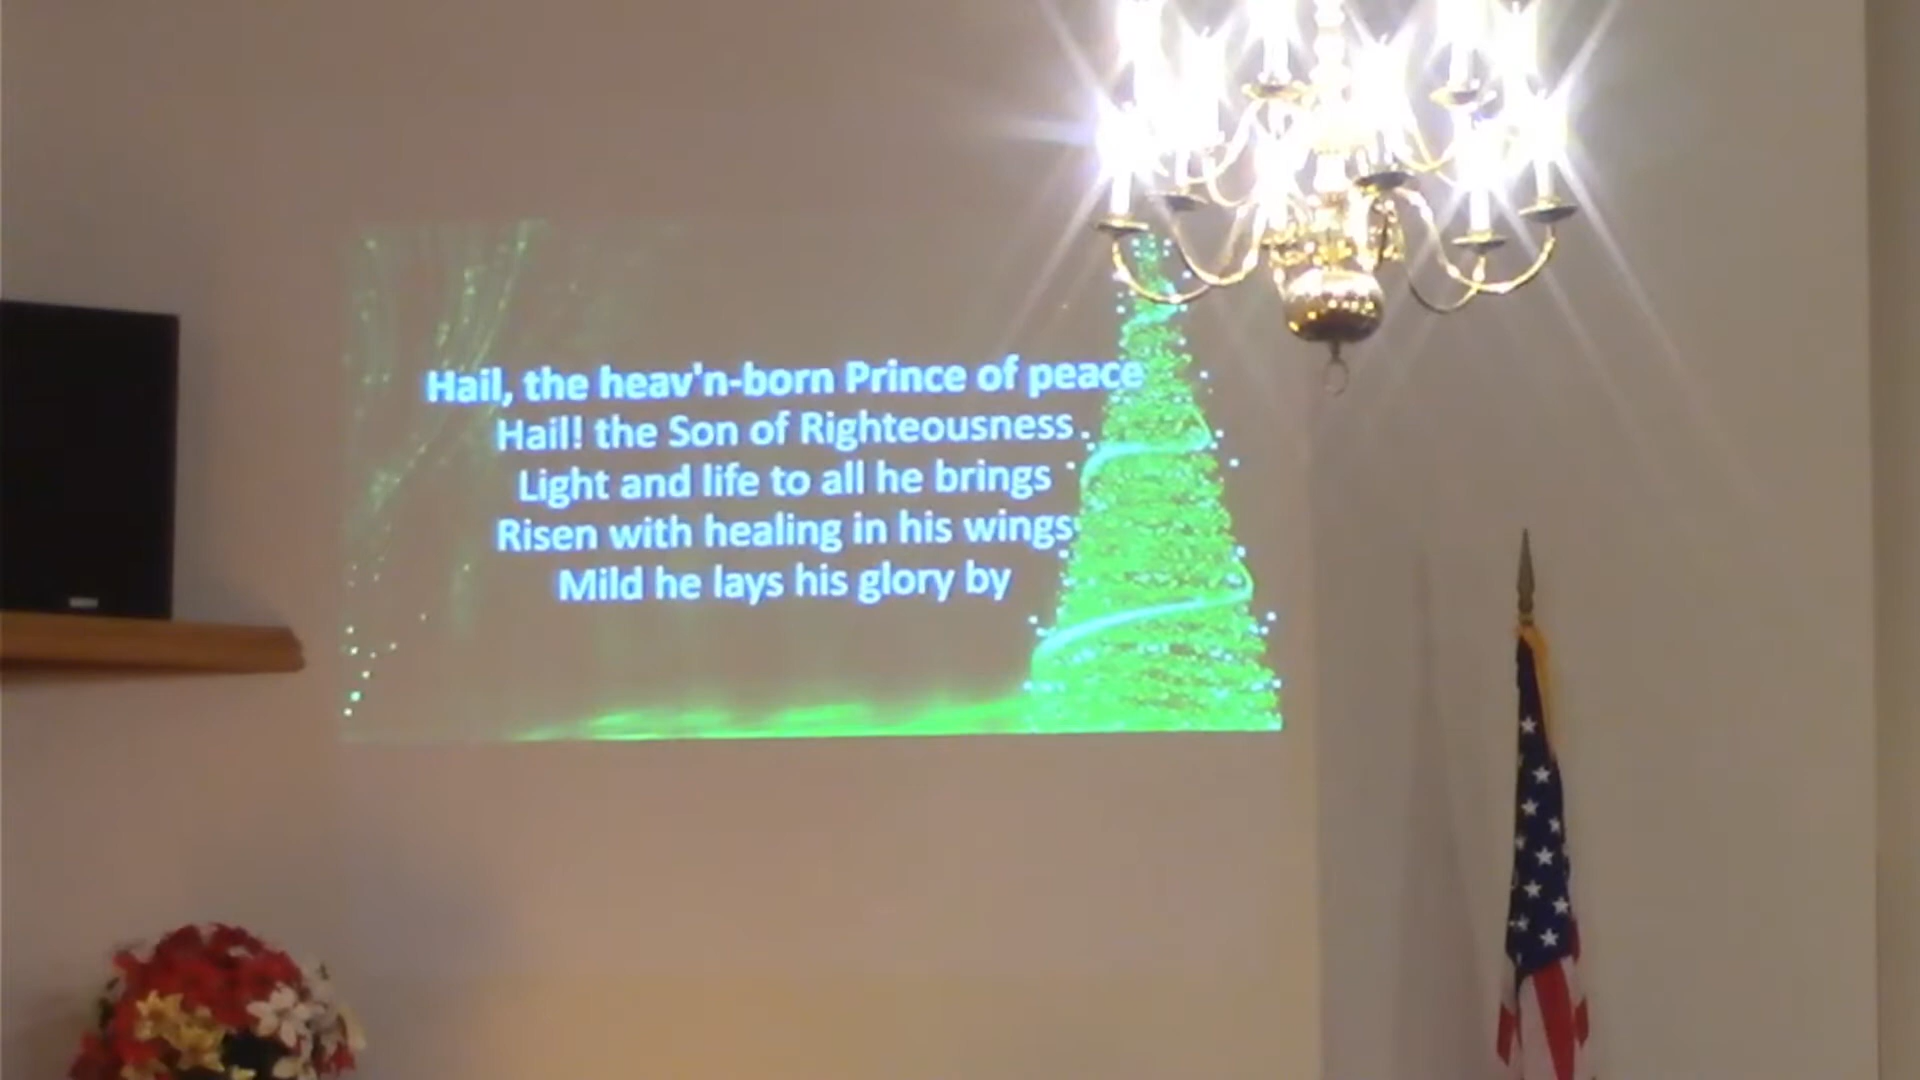 Hail, the heav'n-born Prince of peace
Hail! the Son of Righteousness
Light and life to all he brings
Risen with healing in his wings
Mild he lays his glory by